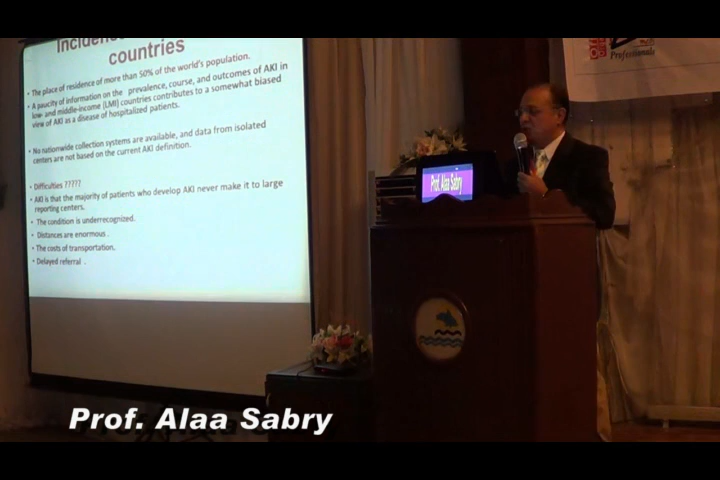 Incidence
countries
• The place of residence of more than 50% of the world's population.
• A paucity of information on the prevalence, course, and outcomes of AKI in
low- and middle-income (LMI) countries contributes to a somewhat biased
view of AKI as a disease of hospitalized patients.
• No nationwide collection systems are available, and data from isolated
centers are not based on the current AKI definition.
• Difficulties ?????
• AKI is that the majority of patients who develop AKI never make it to large
reporting centers.
• The condition is underrecognized.
• Distances are enormous .
• The costs of transportation.
• Delayed referral .
Professionals
Prof. Alaa Sabry
Prof. Alaa Sabry